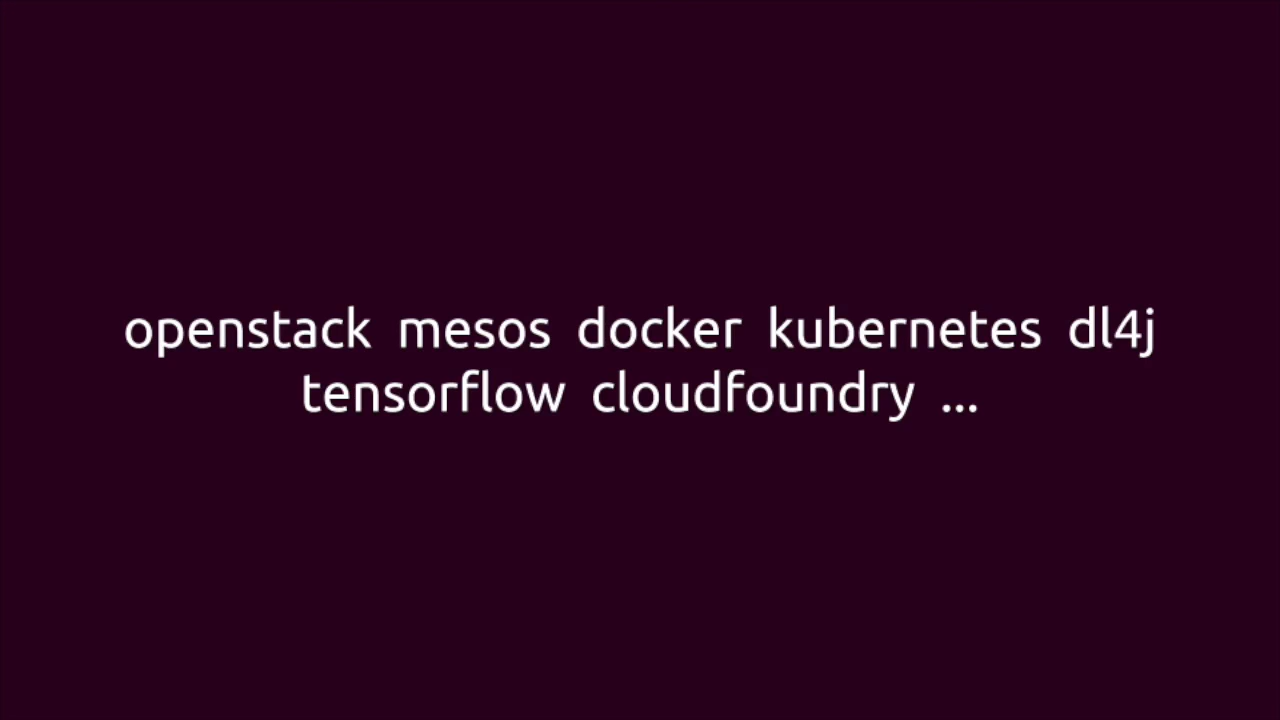 openstack mesos docker kubernetes dl4j
tensorflow cloudfoundry ...